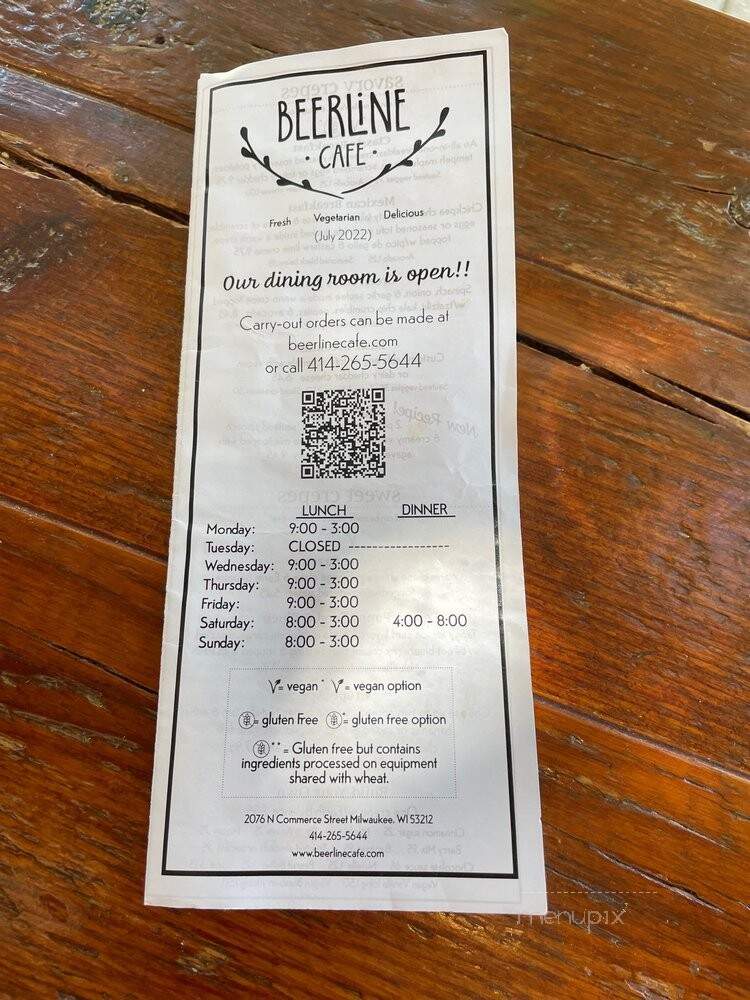 BEERLiNE
• CAFE •
Fresh Vegetarian Delicious
(July 2022)
Our dining room is open!!
Carry-out orders can be made at
beerlinecafe.com
or call 414-265-5644
LUNCH DINNER
Monday: 9:00 - 3:00
Tuesday: CLOSED -----------------
Wednesday: 9:00 - 3:00
Thursday: 9:00 - 3:00
Friday: 9:00 - 3:00
Saturday: 8:00 - 3:00 4:00 - 8:00
Sunday: 8:00 - 3:00
V= vegan * V = vegan option
= gluten Free *= gluten free option
** = Gluten free but contains
ingredients processed on equipment
shared with wheat.
2076 N Commerce Street Milwaukee, WI 53212
414-265-5644
www.beerlinecafe.com
menupix